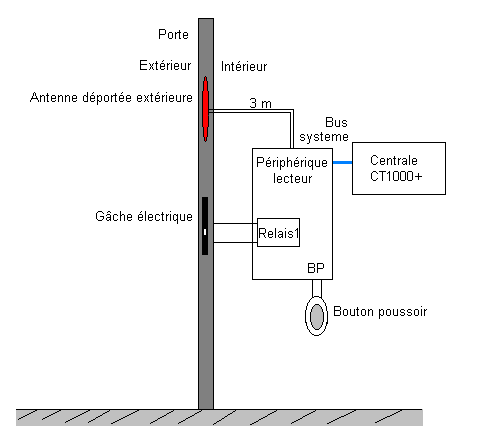 Porte
Extérieur
Intérieur
Antenne déportée extérieure
3 m
Bus
systeme
Périphérique
lecteur
Centrale
CT1000+
Gâche électrique
Relais1
BP
Bouton poussoir